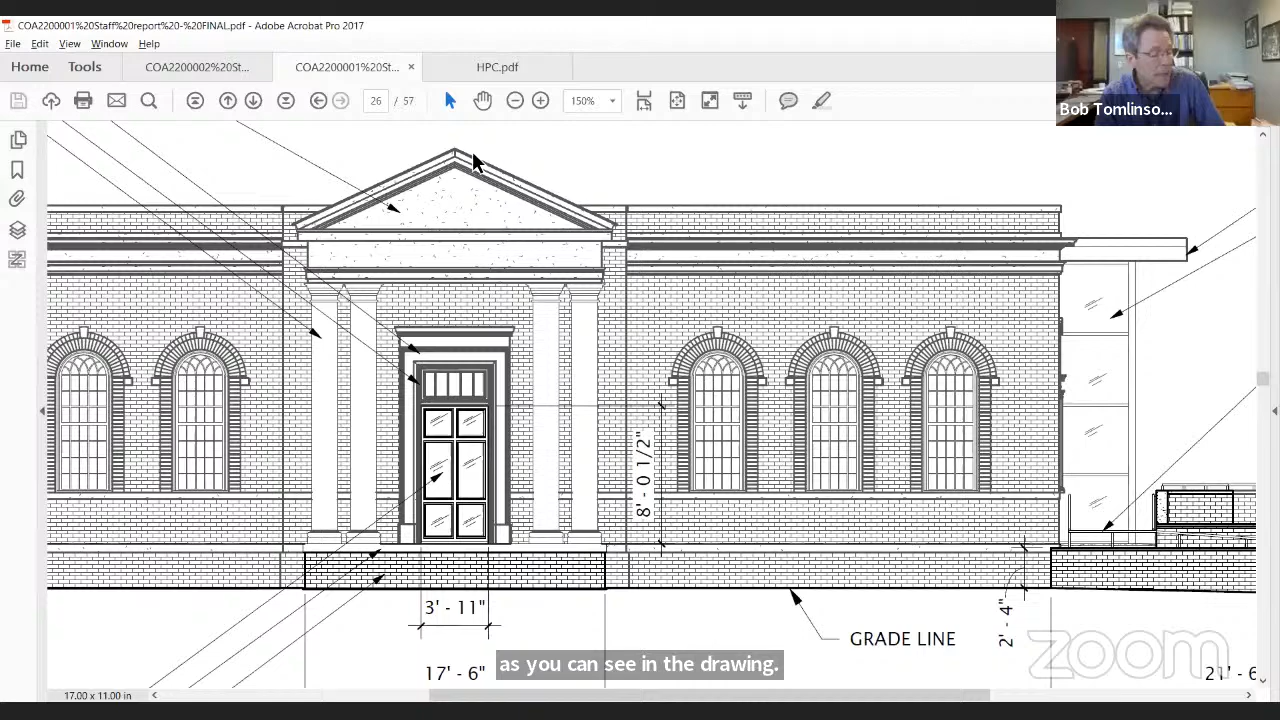 COA2200001%20Staff%20report%20-%20FINAL.pdf - Adobe Acrobat Pro 2017
File Edit View Window Help
Home Tools COA2200002%20St... COA2200001%20St... × HPC.pdf
26 / 57 150%
Bob Tomlinso...
8' - 0 1/2"
3' - 11"
GRADE LINE
2' - 4"
17' - 6"
21' - 6
as you can see in the drawing.
zoom
17.00 x 11.00 in